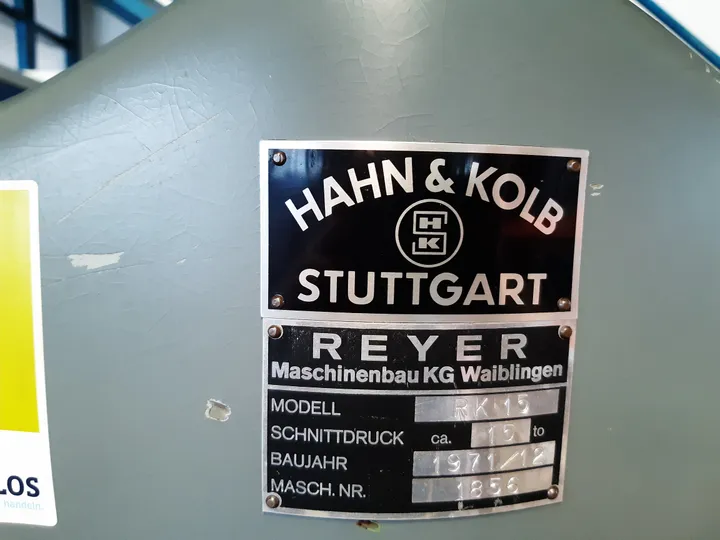 HAHN & KOLB
H
K
STUTTGART
REYER
Maschinenbau KG Waiblingen
MODELL RK 15
SCHNITTDRUCK ca. 15 to
BAUJAHR 1971/12
MASCH. NR. 1856
LOS
handeln.